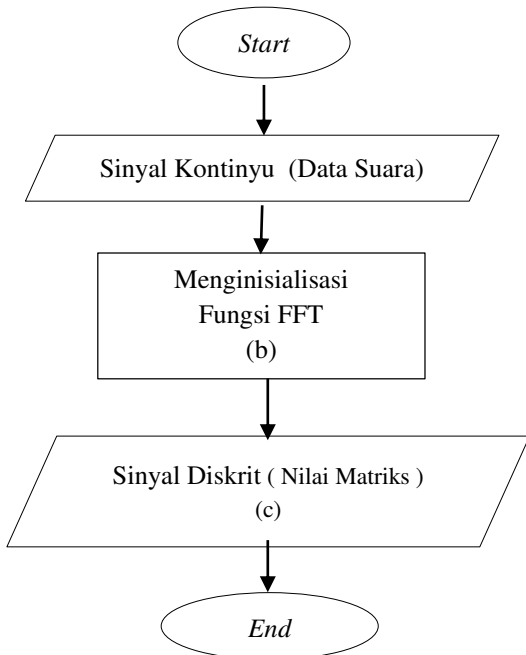 Start
Sinyal Kontinyu (Data Suara)
Menginisialisasi
Fungsi FFT
(b)
Sinyal Diskrit ( Nilai Matriks )
(c)
End